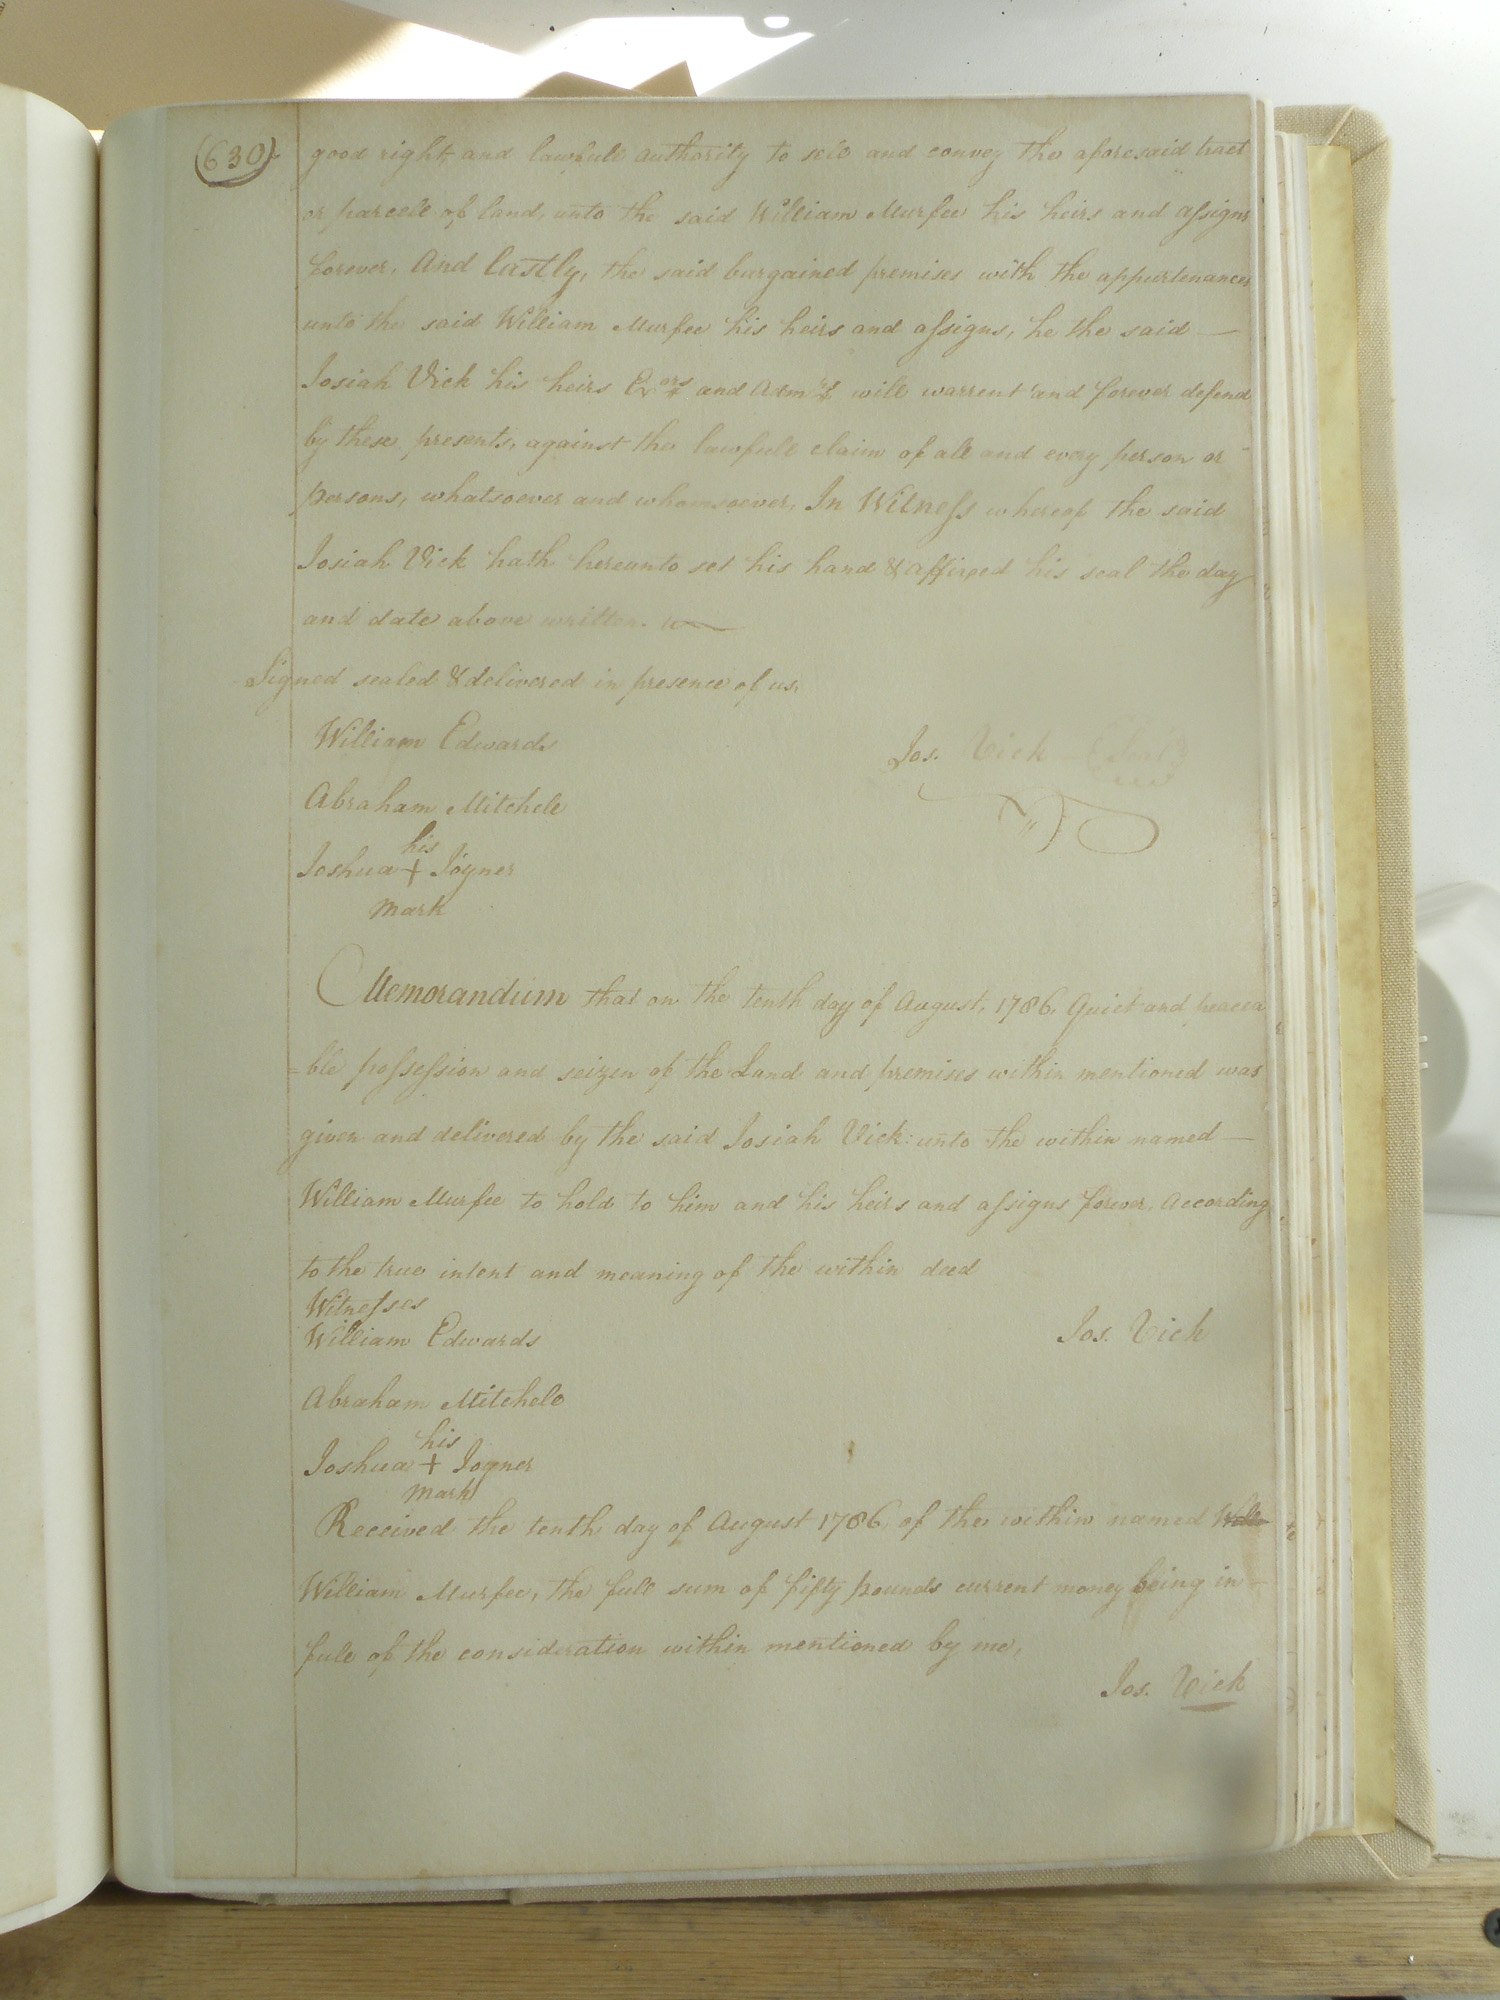 (630)
good right, and lawfull authority to sell and convey the aforesaid tract
or parcell of land, unto the said William Murfee his heirs and assigns
forever, And lastly, the said bargained premises with the appurtenances
unto the said William Murfee his heirs and assigns, he the said —
Josiah Vick his heirs Exors and Admrs will warrent and forever defend
by these presents, against the lawfull claim of all and every person or
persons, whatsoever and whomsoever, In Witness whereof the said
Josiah Vick hath hereunto set his hand & affixed his seal the day
and date above written.
Signed sealed & delivered in presence of us,
William Edwards
Jos. Vick (Seal)
Abraham Mitchell
his
Joshua + Joyner
mark
Memorandum that on the tenth day of August, 1786, Quiet and peacea
=ble possession and seizen of the Land and premises within mentioned was
given and delivered by the said Josiah Vick unto the within named —
William Murfee to hold to him and his heirs and assigns forever, According
to the true intent and meaning of the within deed
Witnesses
William Edwards
Jos. Vick
Abraham Mitchell
his
Joshua + Joyner
mark
Received the tenth day of August 1786, of the within named
William Murfee, the full sum of fifty pounds current money being in
full of the consideration within mentioned by me,
Jos. Vick